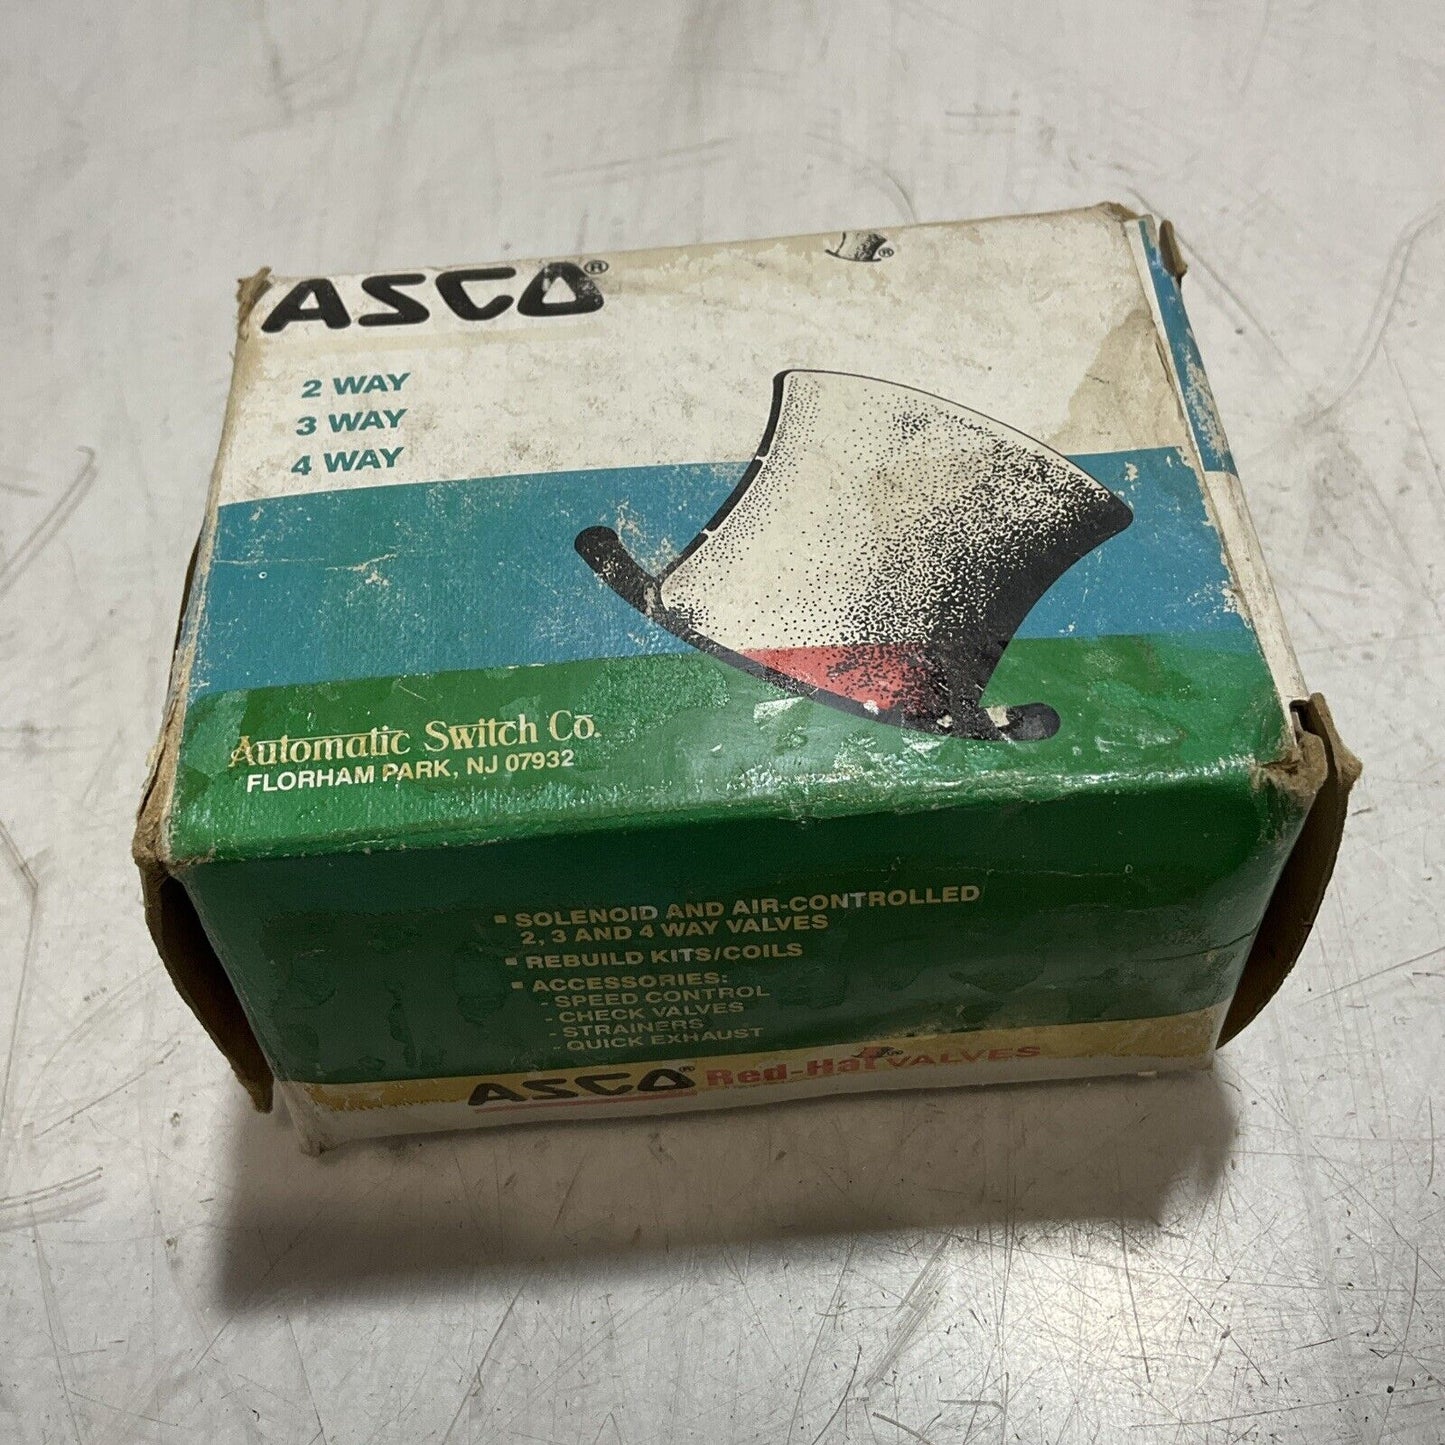 ASCO®
®
2 WAY
3 WAY
4 WAY
Automatic Switch Co.
FLORHAM PARK, NJ 07932
▪ SOLENOID AND AIR-CONTROLLED
2, 3 AND 4 WAY VALVES
▪ REBUILD KITS/COILS
▪ ACCESSORIES:
- SPEED CONTROL
- CHECK VALVES
- STRAINERS
- QUICK EXHAUST
ASCO® Red-Hat VALVES